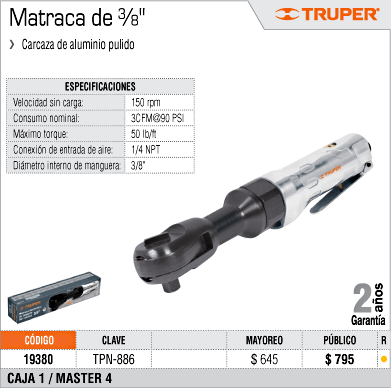 Matraca de 3/8"
TRUPER®
› Carcaza de aluminio pulido
ESPECIFICACIONES
Velocidad sin carga: 150 rpm
Consumo nominal: 3CFM@90 PSI
Máximo torque: 50 lb/ft
Conexión de entrada de aire: 1/4 NPT
Diámetro interno de manguera: 3/8"
TRUPER
2 años
Garantía
CÓDIGO CLAVE MAYOREO PÚBLICO R
19380 TPN-886 $ 645 $ 795
CAJA 1 / MASTER 4